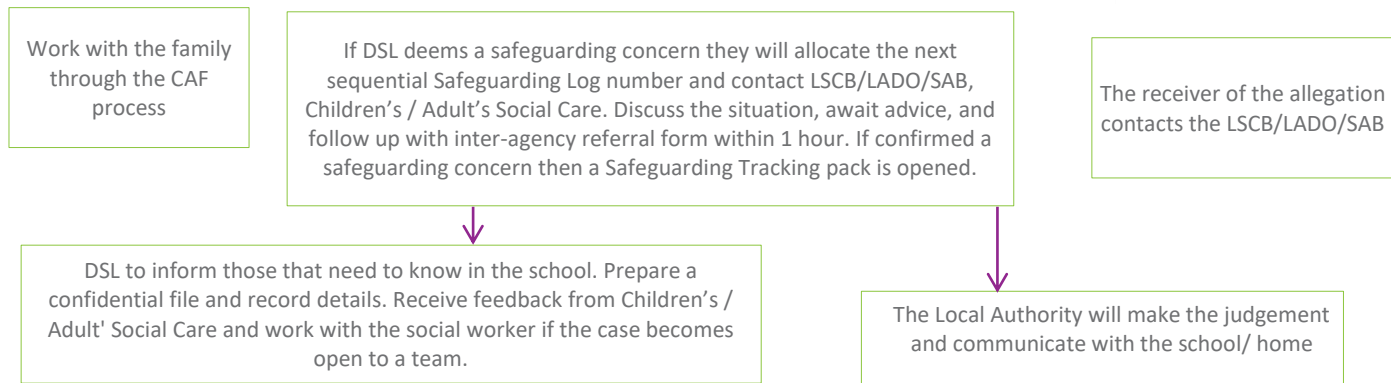 Work with the family
through the CAF
process
If DSL deems a safeguarding concern they will allocate the next
sequential Safeguarding Log number and contact LSCB/LADO/SAB,
Children’s / Adult’s Social Care. Discuss the situation, await advice, and
follow up with inter-agency referral form within 1 hour. If confirmed a
safeguarding concern then a Safeguarding Tracking pack is opened.
The receiver of the allegation
contacts the LSCB/LADO/SAB
DSL to inform those that need to know in the school. Prepare a
confidential file and record details. Receive feedback from Children’s /
Adult' Social Care and work with the social worker if the case becomes
open to a team.
The Local Authority will make the judgement
and communicate with the school/ home